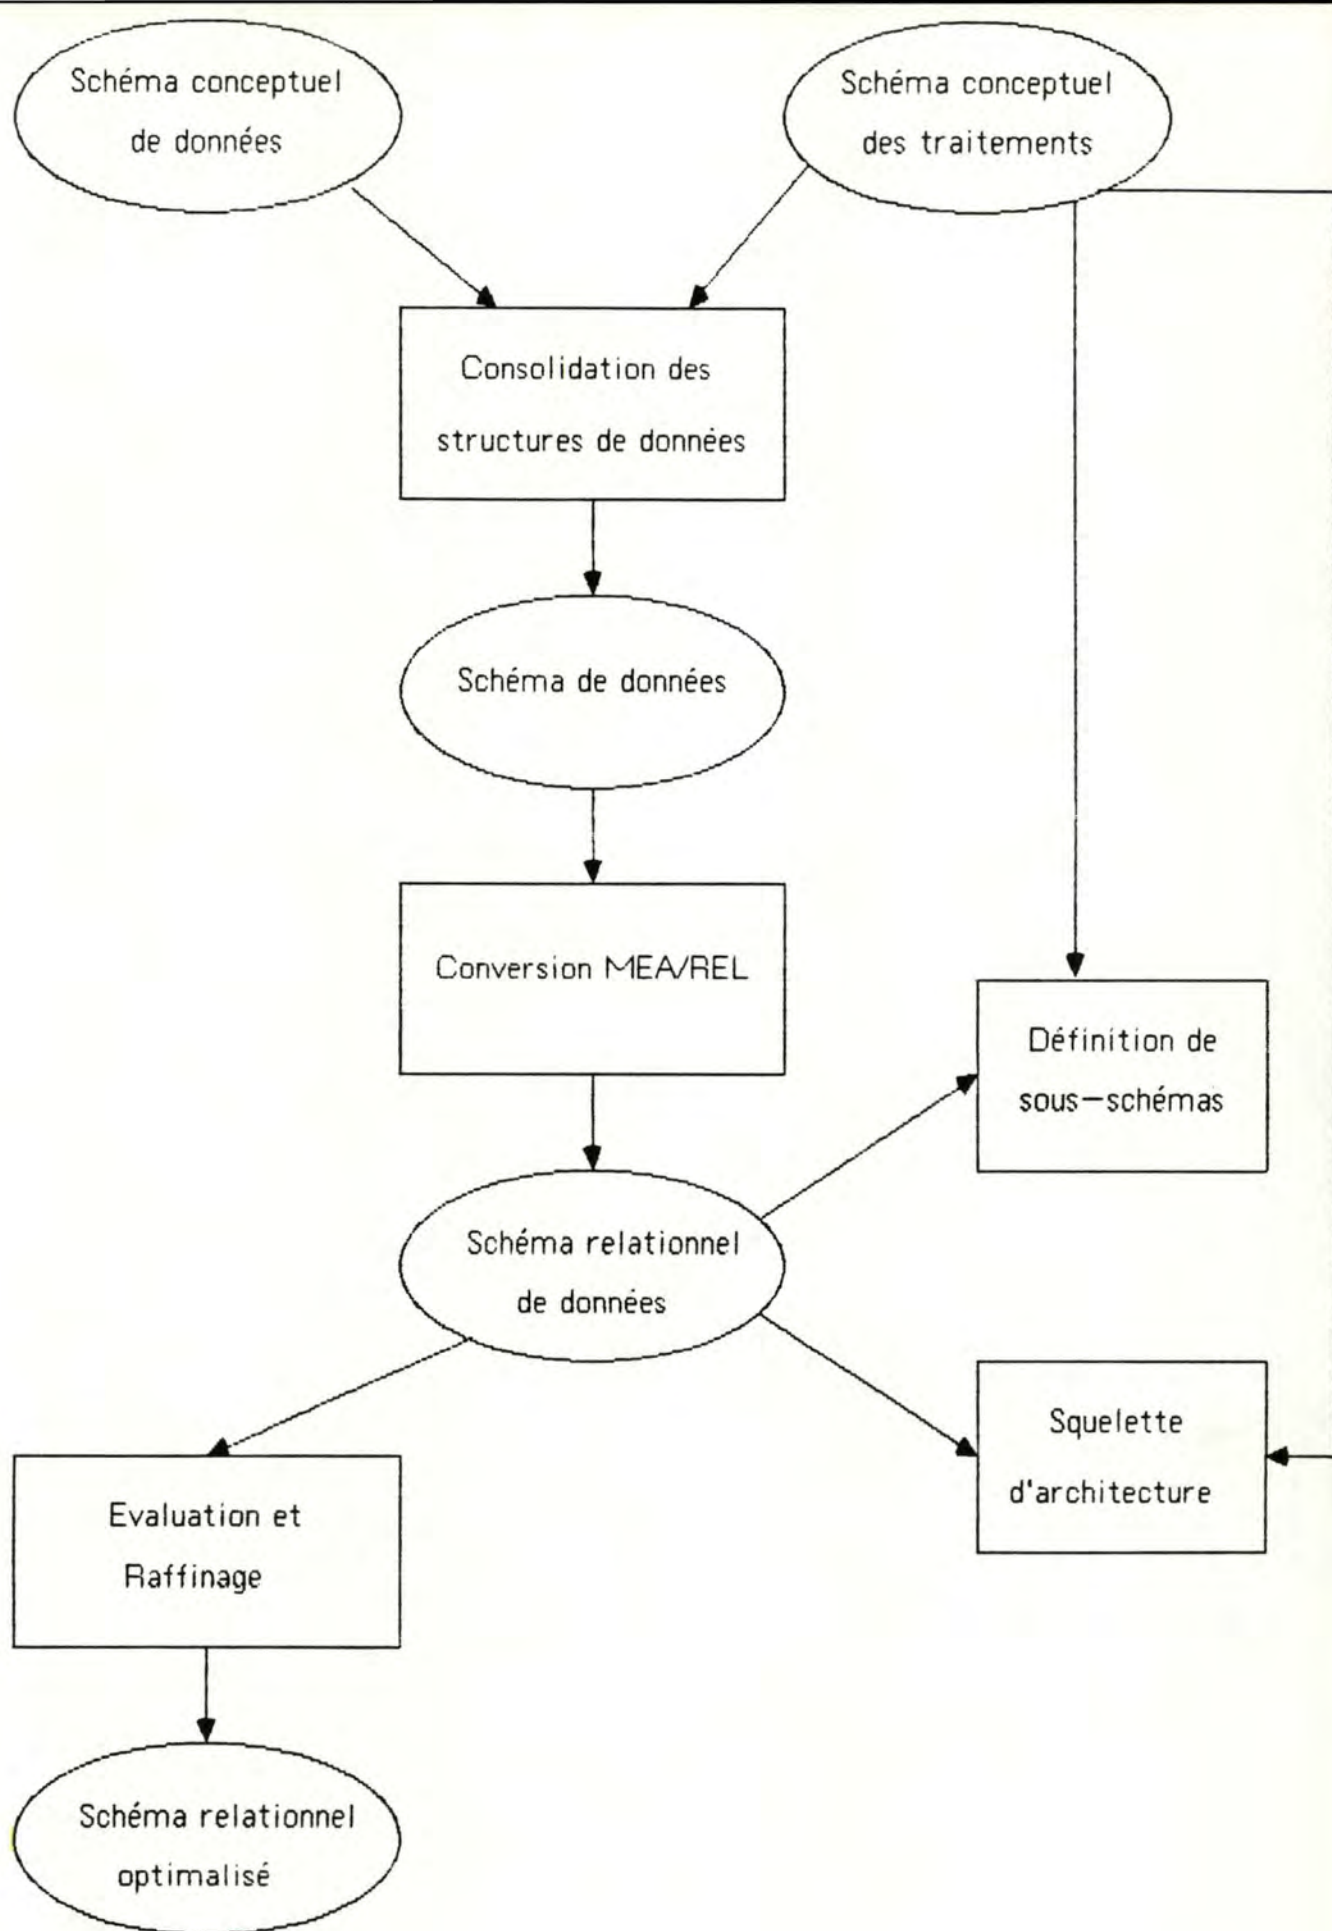 Schéma conceptuel
de données
Schéma conceptuel
des traitements
Consolidation des
structures de données
Schéma de données
Conversion MEA/REL
Définition de
sous-schémas
Schéma relationnel
de données
Squelette
d'architecture
Evaluation et
Raffinage
Schéma relationnel
optimalisé